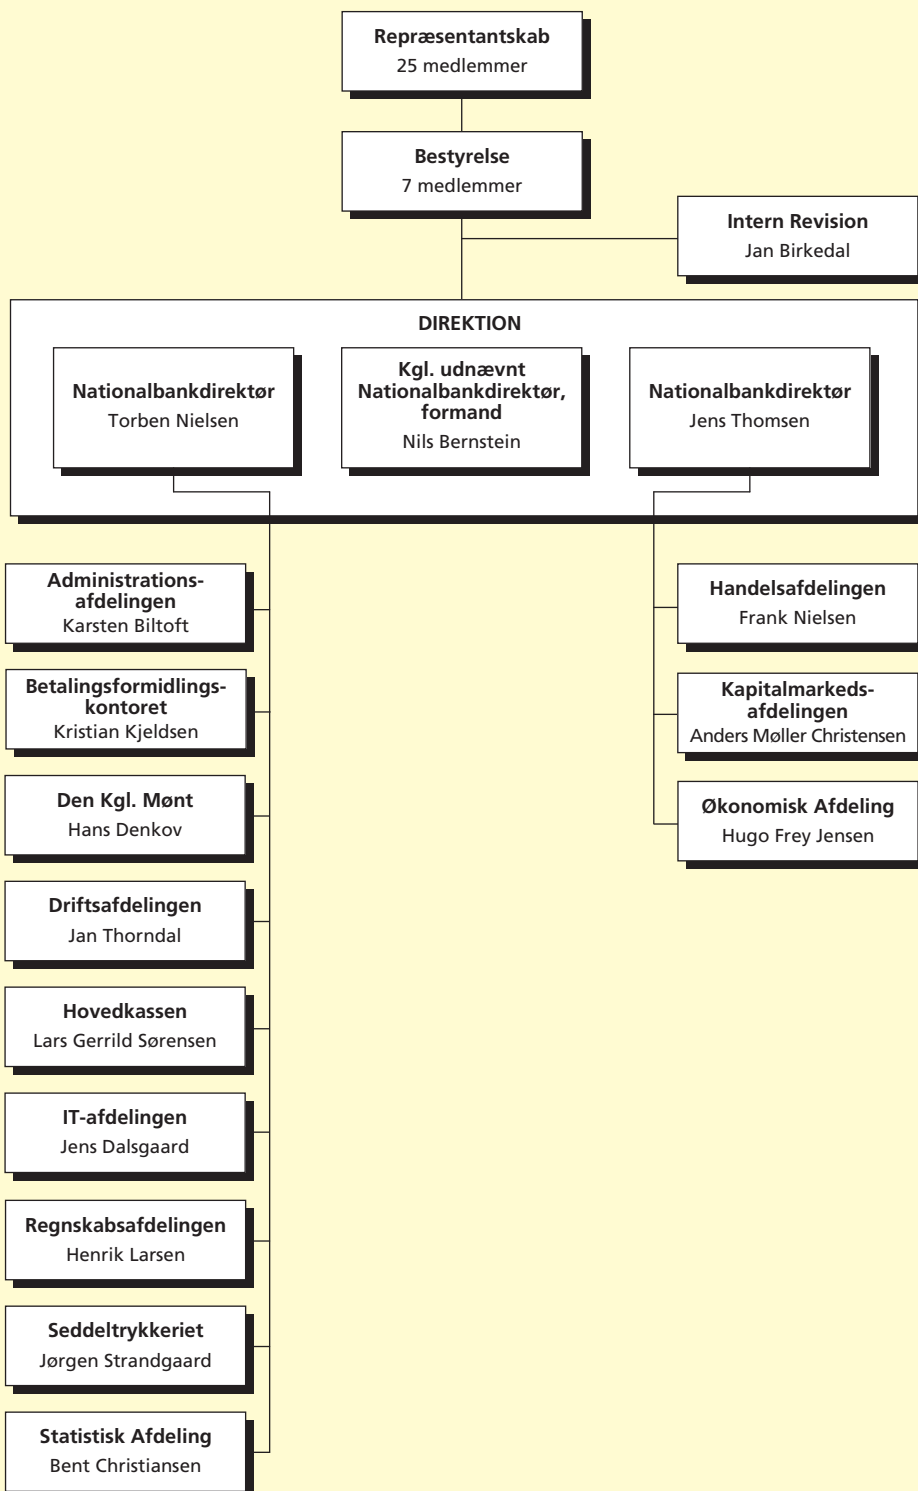 Repræsentantskab
25 medlemmer
Bestyrelse
7 medlemmer
Intern Revision
Jan Birkedal
DIREKTION
Nationalbankdirektør
Torben Nielsen
Kgl. udnævnt
Nationalbankdirektør,
formand
Nils Bernstein
Nationalbankdirektør
Jens Thomsen
Administrations-
afdelingen
Karsten Biltoft
Betalingsformidlings-
kontoret
Kristian Kjeldsen
Den Kgl. Mønt
Hans Denkov
Driftsafdelingen
Jan Thorndal
Hovedkassen
Lars Gerrild Sørensen
IT-afdelingen
Jens Dalsgaard
Regnskabsafdelingen
Henrik Larsen
Seddeltrykkeriet
Jørgen Strandgaard
Statistisk Afdeling
Bent Christiansen
Handelsafdelingen
Frank Nielsen
Kapitalmarkeds-
afdelingen
Anders Møller Christensen
Økonomisk Afdeling
Hugo Frey Jensen